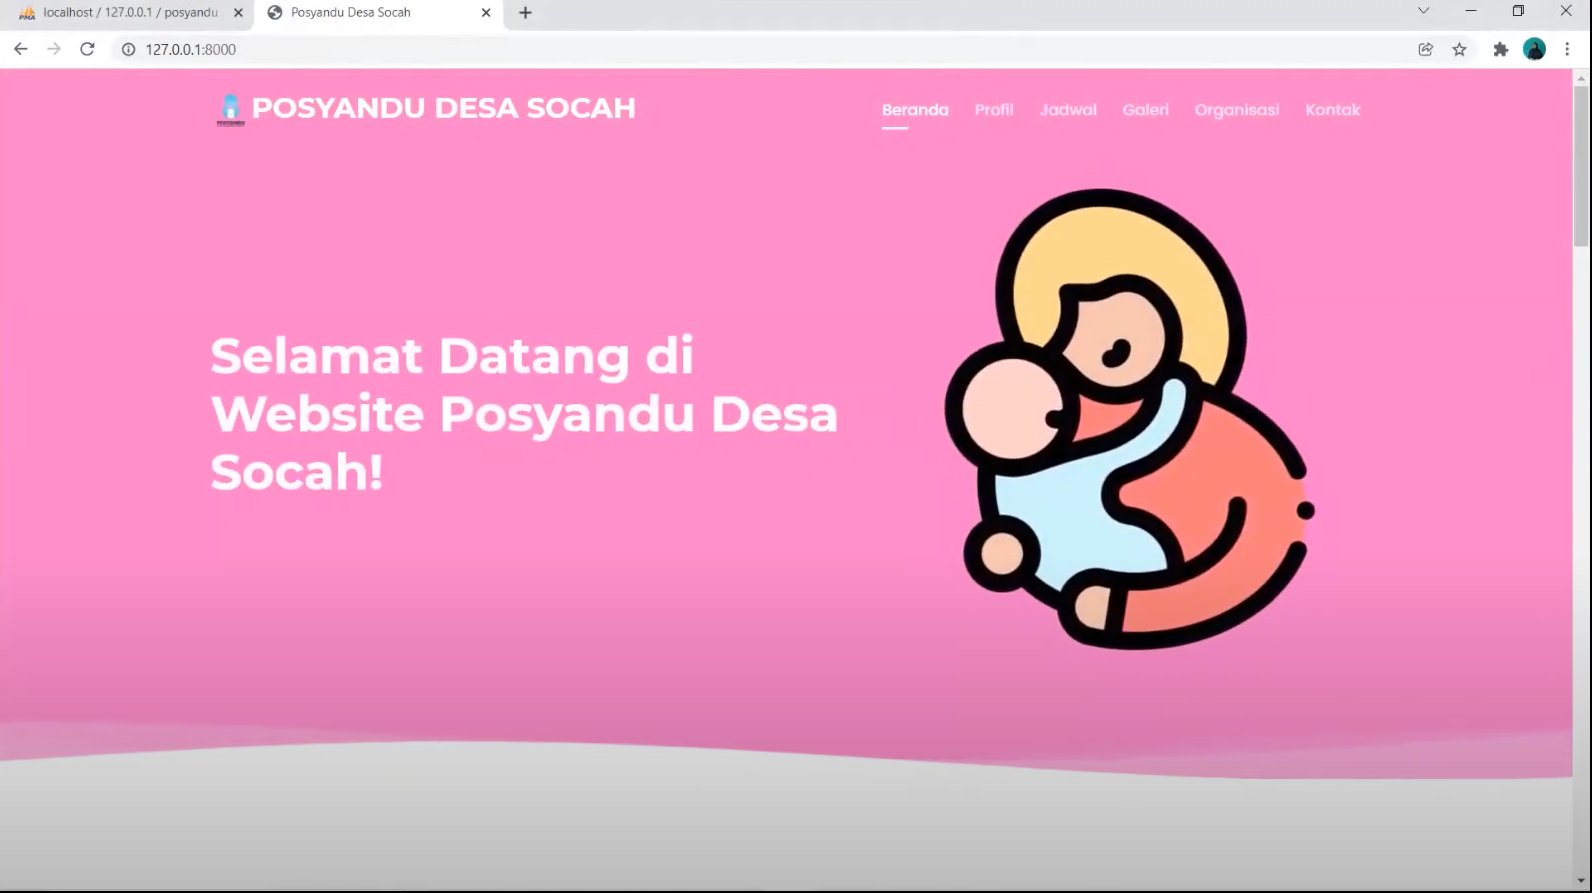 localhost / 127.0.0.1 / posyandu
Posyandu Desa Socah
127.0.0.1:8000
POSYANDU DESA SOCAH
Beranda Profil Jadwal Galeri Organisasi Kontak
Selamat Datang di
Website Posyandu Desa
Socah!